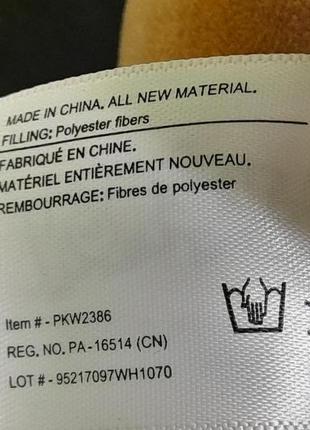 MADE IN CHINA. ALL NEW MATERIAL.
FILLING: Polyester fibers
FABRIQUÉ EN CHINE.
MATÉRIEL ENTIÈREMENT NOUVEAU.
REMBOURRAGE: Fibres de polyester
Item # - PKW2386
REG. NO. PA-16514 (CN)
LOT # - 95217097WH1070